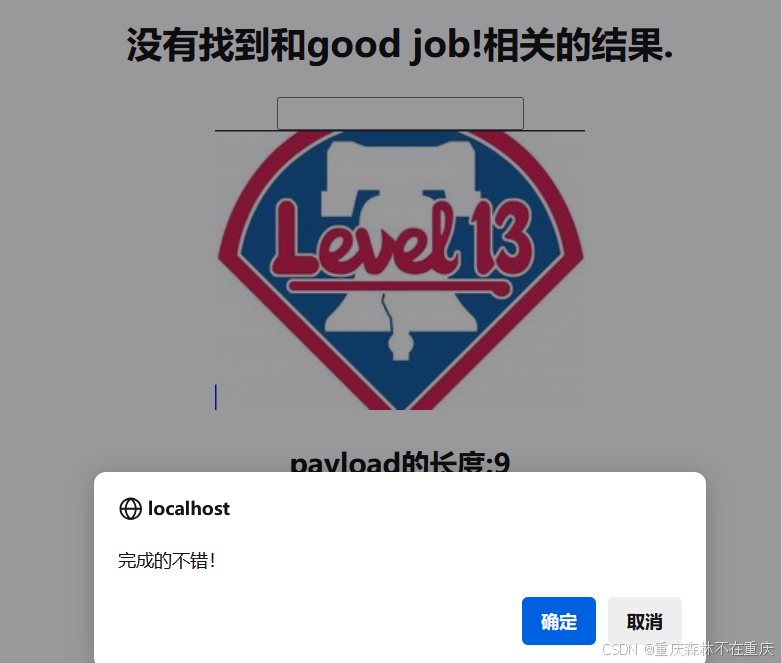 没有找到和good job!相关的结果.
Level 13
payload的长度:9
localhost
完成的不错！
确定
取消
CSDN @重庆森林不在重庆